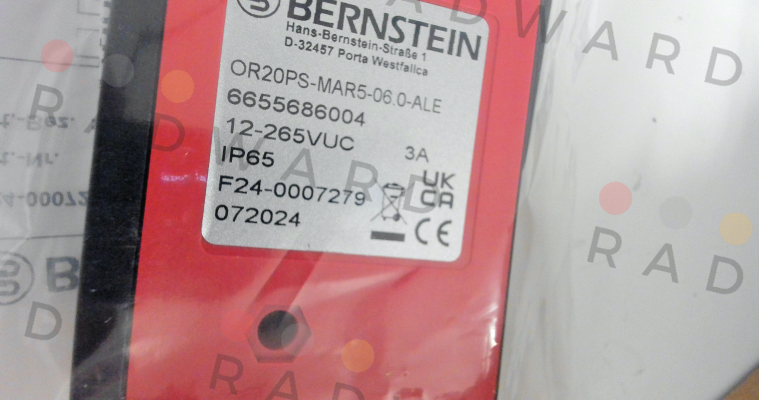 BERNSTEIN
Hans-Bernstein-Straße 1
D-32457 Porta Westfalica
OR20PS-MAR5-06.0-ALE
6655686004
12-265VUC 3A
IP65
F24-0007279
072024
UK
CA
CE
RADWARD
RADWARD
RAD
RAD